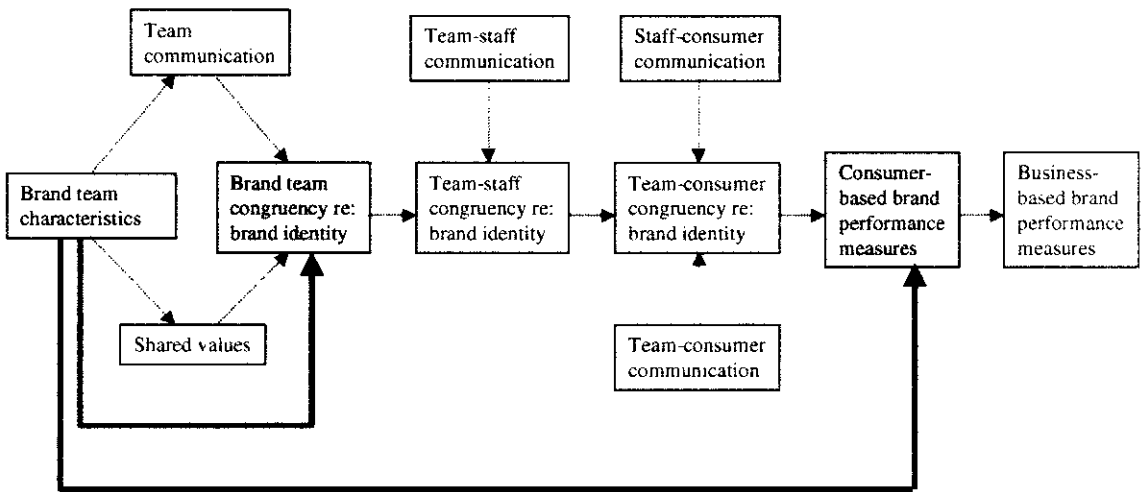 Team
communication
Team-staff
communication
Staff-consumer
communication
Brand team
characteristics
Brand team
congruency re:
brand identity
Team-staff
congruency re:
brand identity
Team-consumer
congruency re:
brand identity
Consumer-
based brand
performance
measures
Business-
based brand
performance
measures
Shared values
Team-consumer
communication